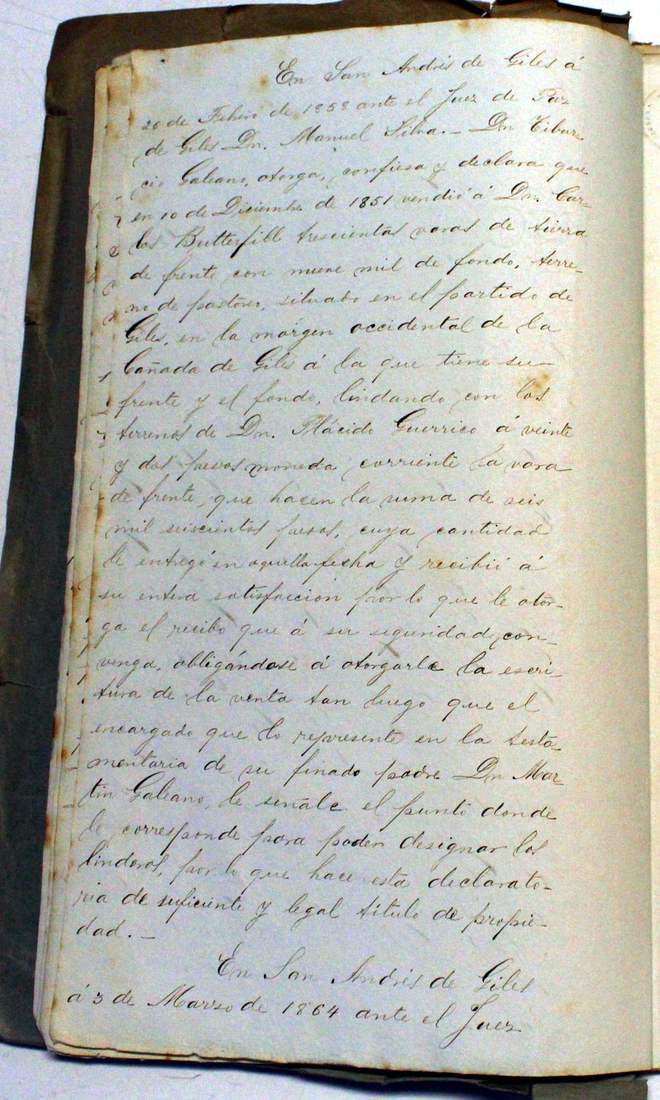 En San Andrés de Giles á
20 de Febro de 1858 ante el Juez de Paz
de Giles Dn. Manuel Silva. - Dn Tibur
cio Galeano, otorga, confiesa y declara que
en 10 de Diciembre de 1851 vendió á Dn. Car-
los Butterfill trescientas varas de tierra
de frente con nueve mil de fondo, terre-
no de pastoreo, situado en el partido de
Giles, en la margen occidental de la
Cañada de Giles á la que tiene su
frente y el fondo, lindando con los
terrenos de Dn. Plácido Guerrico á veinte
y dos pesos moneda corriente la vara
de frente, que hacen la suma de seis
mil seiscientos pesos, cuya cantidad
le entregó en aquella fecha y recibió á
su entera satisfacción por lo que le otor-
ga el recibo que á ser seguridad con-
venga, obligándose á otorgarle la escri-
tura de la venta tan luego que el
encargado que lo represente en la testa-
mentaria de su finado padre Dn Mar
tín Galeano, le señale el punto donde
le corresponde para poder designar los
linderos, por lo que hace esta declarato-
ria de suficiente y legal título de propie-
dad. -
En San Andrés de Giles
á 3 de Marzo de 1864 ante el Juez